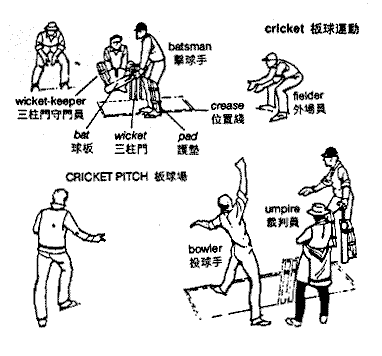 cricket 板球運動
batsman
擊球手
wicket-keeper
三柱門守門員
crease
位置綫
fielder
外場員
bat
球板
wicket
三柱門
pad
護墊
CRICKET PITCH 板球場
umpire
裁判員
bowler
投球手